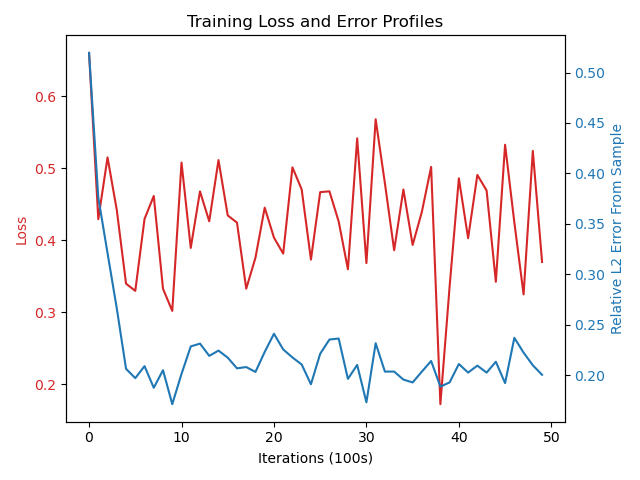 Training Loss and Error Profiles
0.6
0.5
0.4
0.3
0.2
Loss
0.50
0.45
0.40
0.35
0.30
0.25
0.20
Relative L2 Error From Sample
0 10 20 30 40 50
Iterations (100s)